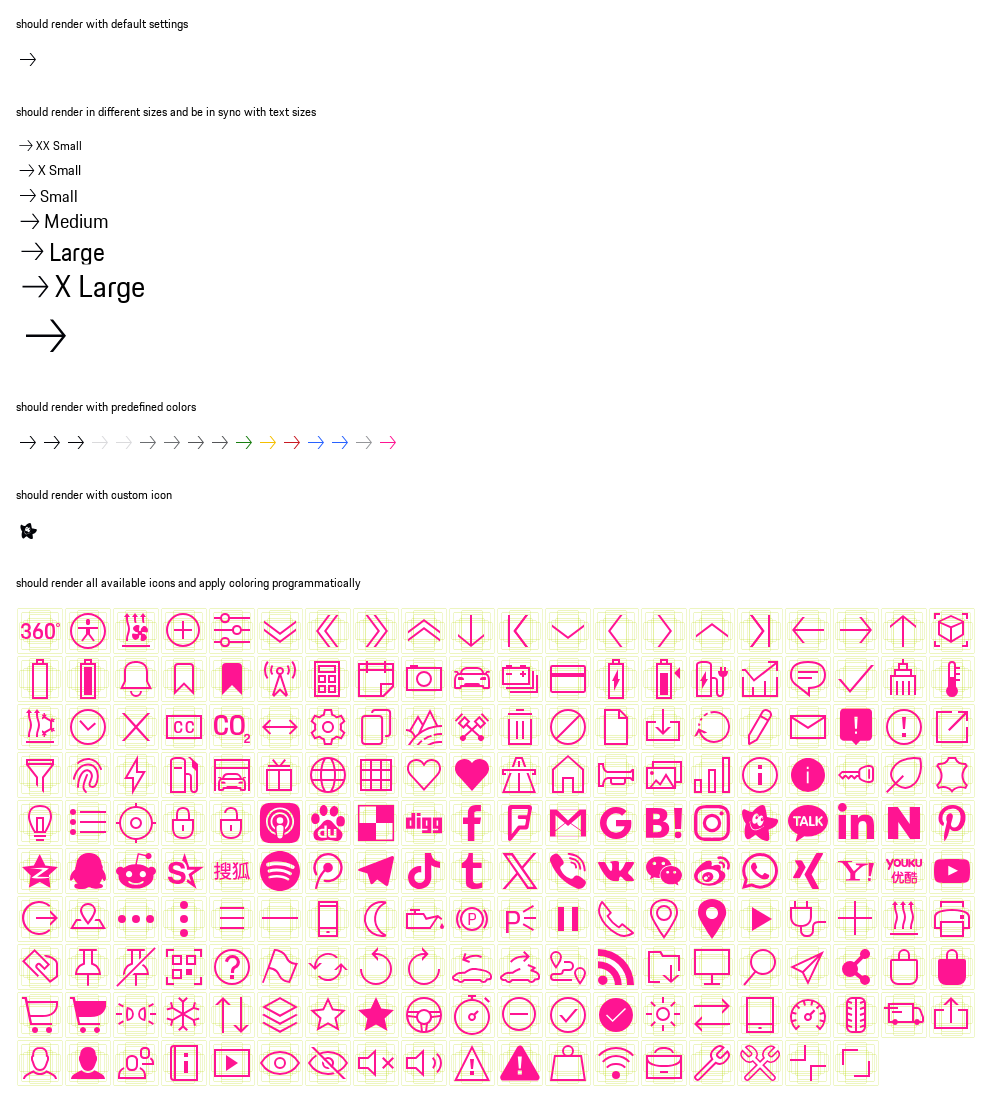 should render with default settings
should render in different sizes and be in sync with text sizes
XX Small
X Small
Small
Medium
Large
X Large
should render with predefined colors
should render with custom icon
should render all available icons and apply coloring programmatically
360°
CC CO2
du digg G B! TALK in N
S 搜狐 t Y! YOUKU
优酷
P P